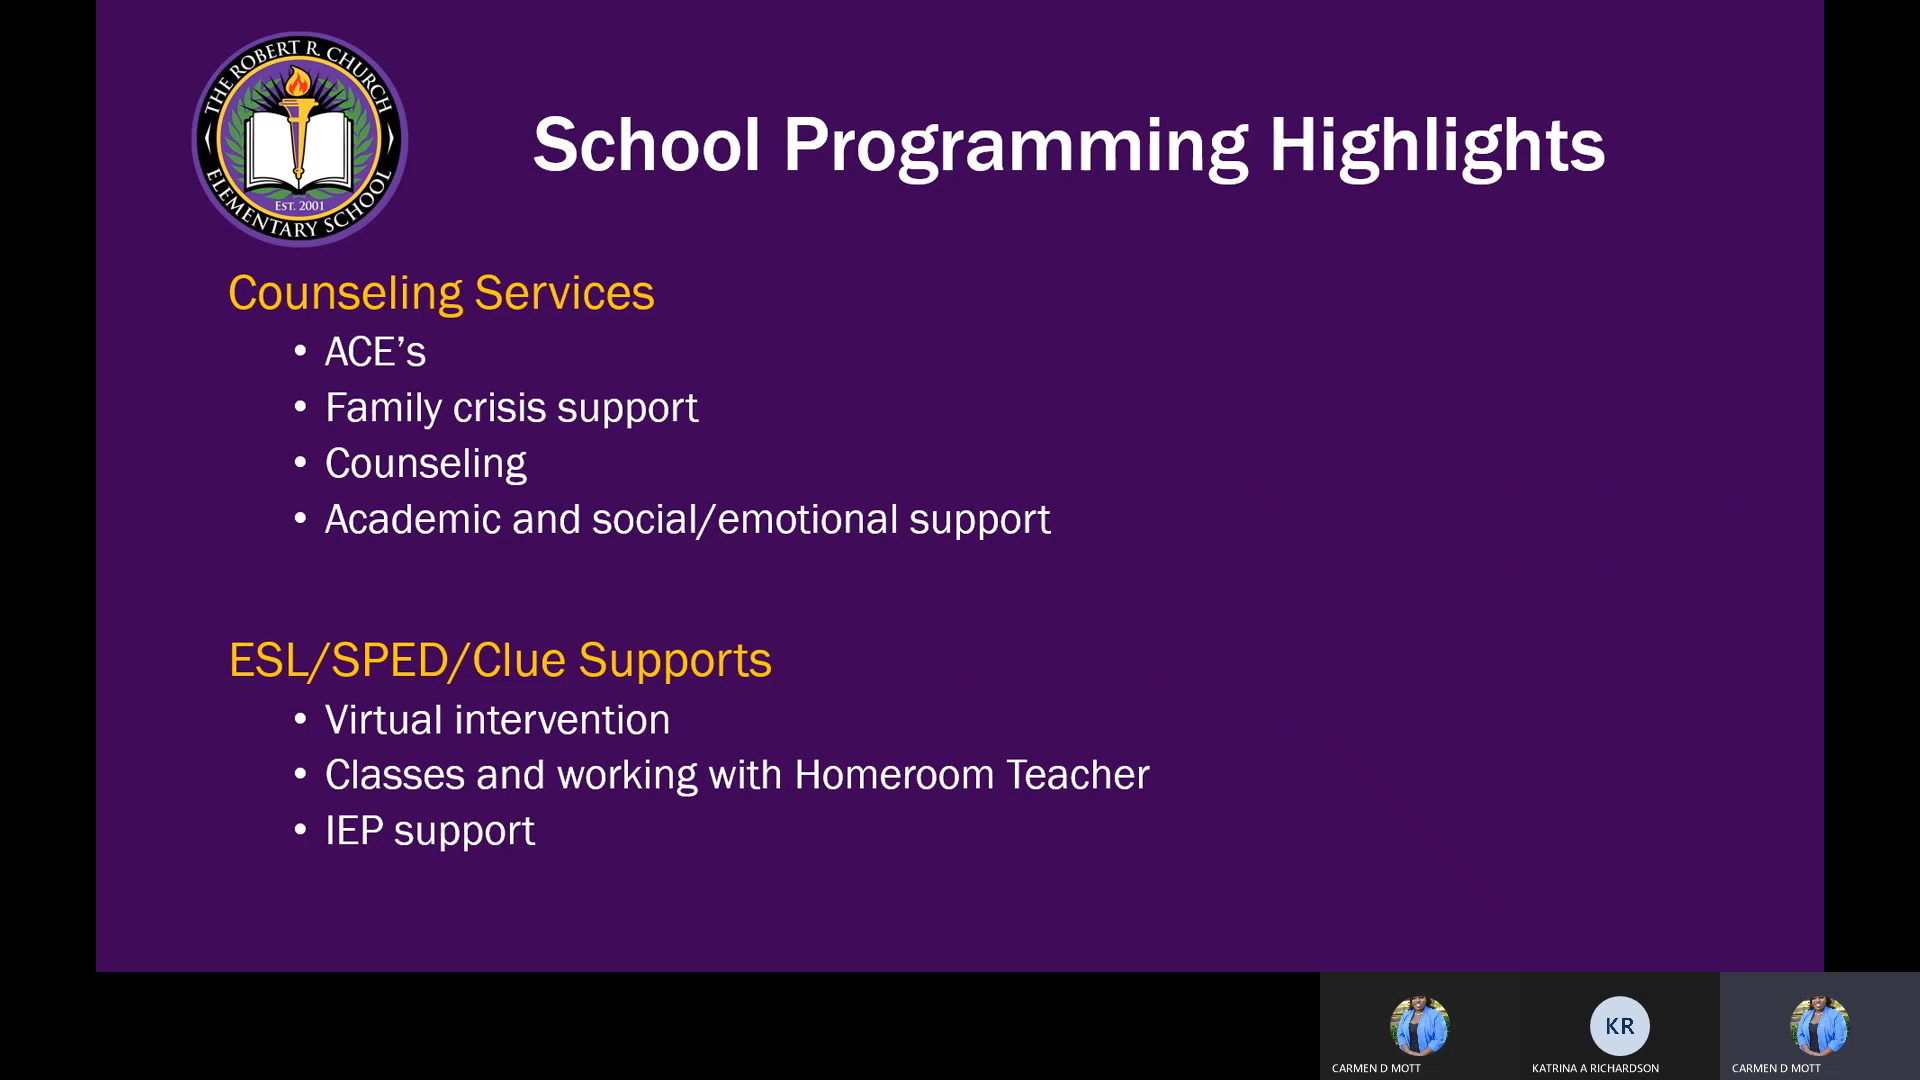 THE ROBERT R. CHURCH
ELEMENTARY SCHOOL
EST. 2001
School Programming Highlights
Counseling Services
• ACE’s
• Family crisis support
• Counseling
• Academic and social/emotional support
ESL/SPED/Clue Supports
• Virtual intervention
• Classes and working with Homeroom Teacher
• IEP support
KR
CARMEN D MOTT
KATRINA A RICHARDSON
CARMEN D MOTT